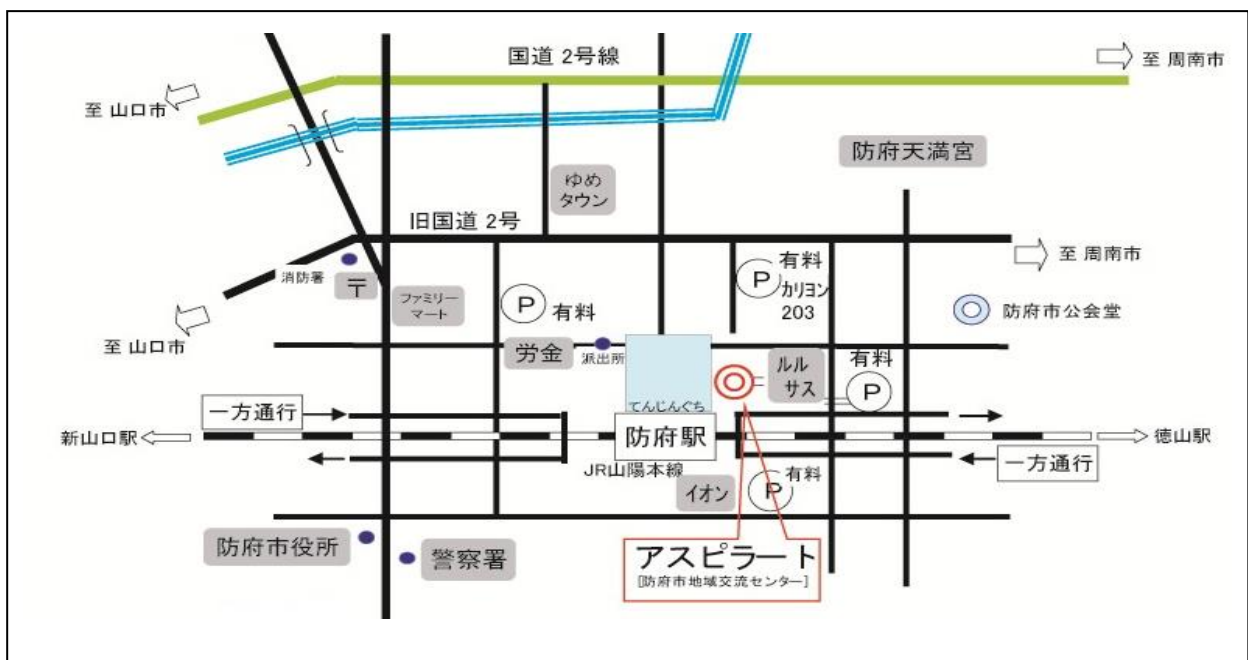 国道 2号線
至 周南市
至 山口市
防府天満宮
ゆめ
タウン
旧国道 2号
至 周南市
消防署
〒
ファミリー
マート
P
有料
P
有料
カリヨン
203
防府市公会堂
至 山口市
労金
派出所
ルル
サス
有料
P
一方通行
てんじんぐち
新山口駅
防府駅
徳山駅
JR山陽本線
一方通行
イオン
P
有料
防府市役所
警察署
アスピラート
[防府市地域交流センター]